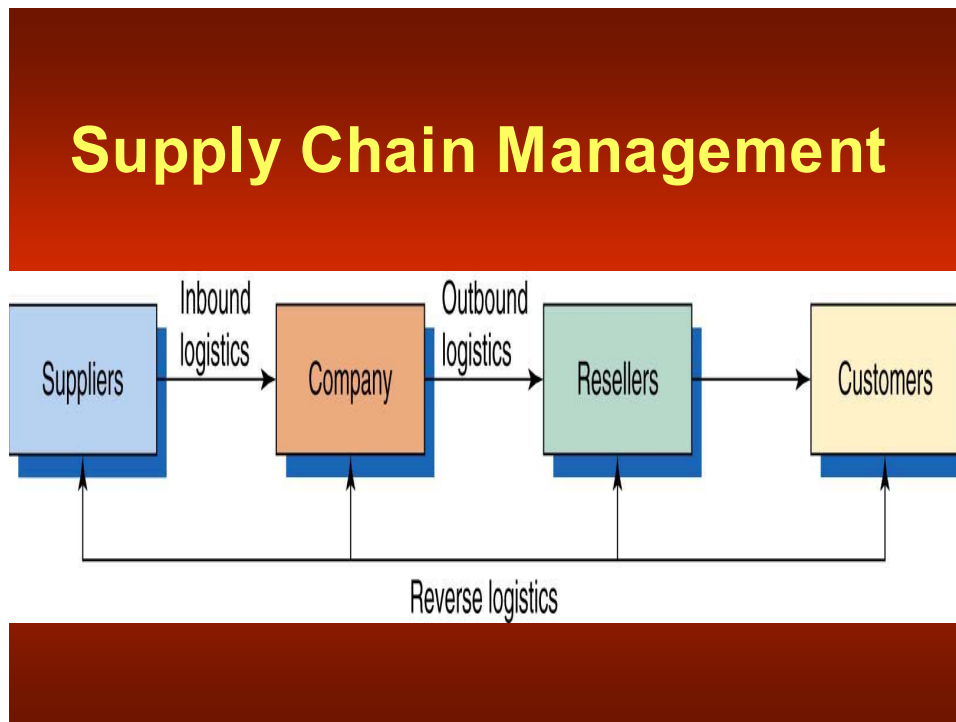 Supply Chain Management
Inbound
logistics
Outbound
logistics
Suppliers
Company
Resellers
Customers
Reverse logistics